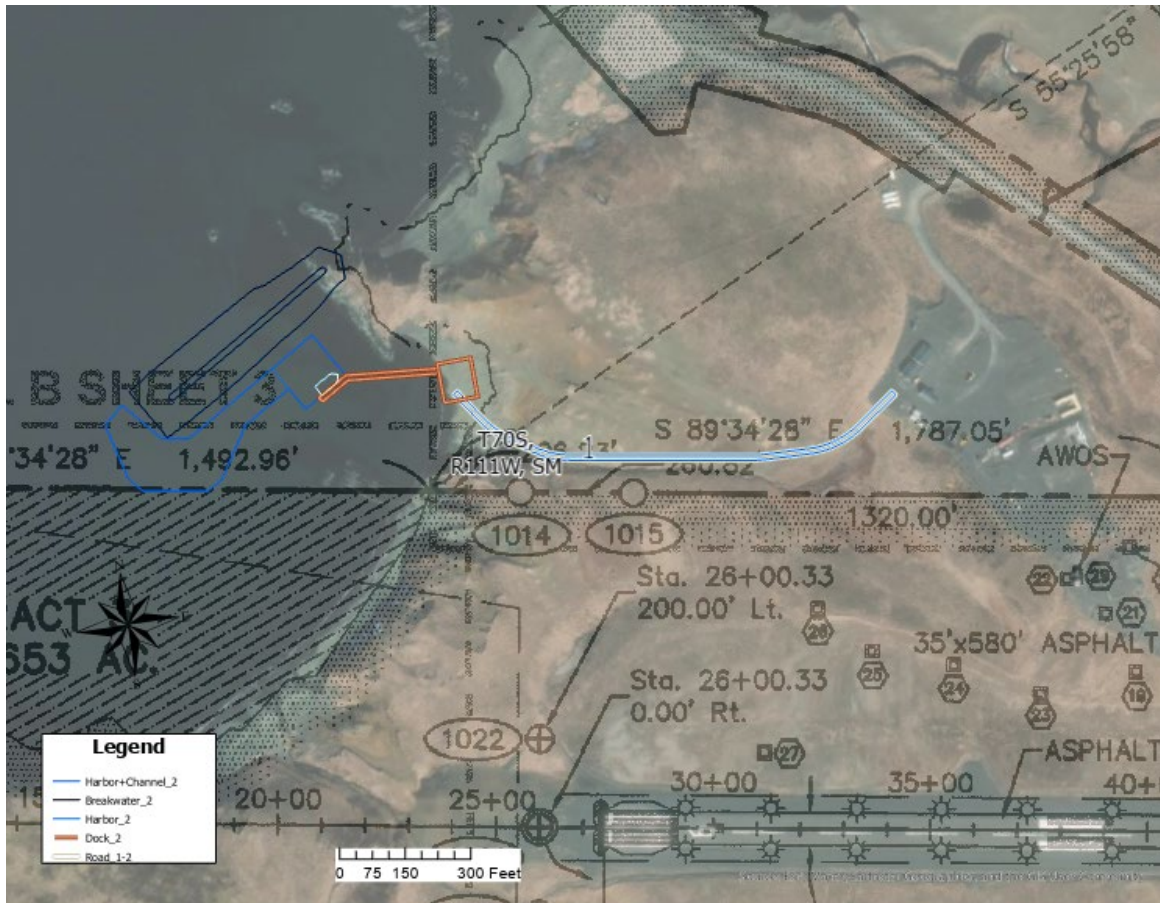 S 55°25'58"
B SHEET 3
'34'28" E
1,492.96'
T70S,
R111W, SM
1
S 89°34'28" E
1,787.05'
AWOS
1320.00'
1014
1015
ACT
653 AC.
Sta. 26+00.33
200.00' Lt.
22
29
21
26
35'x580' ASPHALT
25
24
23
Sta. 26+00.33
0.00' Rt.
1022
27
ASPHALT
20+00
25+00
30+00
35+00
40+
N
W
E
Legend
Harbor+Channel_2
Breakwater_2
Harbor_2
Dock_2
Road_1-2
0 75 150 300 Feet